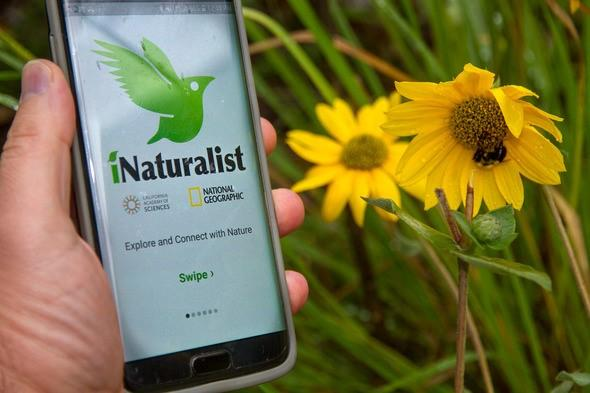 iNaturalist
CALIFORNIA
ACADEMY OF
SCIENCES
NATIONAL
GEOGRAPHIC
Explore and Connect with Nature
Swipe ›